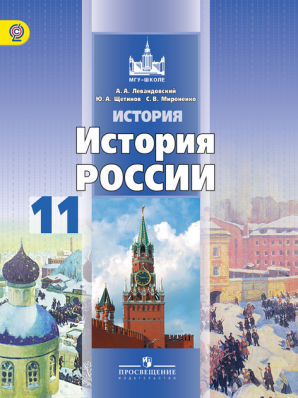 МГУ–ШКОЛЕ
А. А. Левандовский
Ю. А. Щетинов С. В. Мироненко
ИСТОРИЯ
История
РОССИИ
11
ПРОСВЕЩЕНИЕ
ИЗДАТЕЛЬСТВО